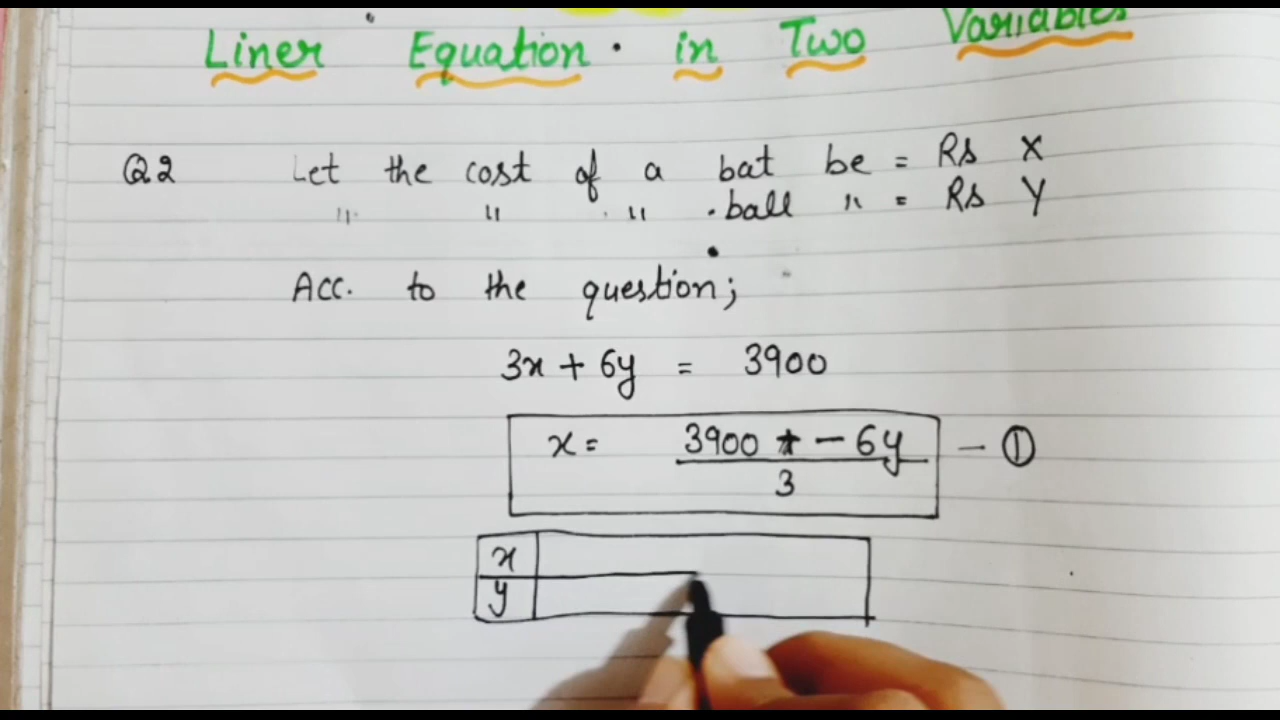 Liner Equation in Two Variables
Q2 Let the cost of a bat be = Rs X
" " " ball " = Rs Y
Acc. to the question;
3x + 6y = 3900
x = 3900 - 6y — ①
3
x
y